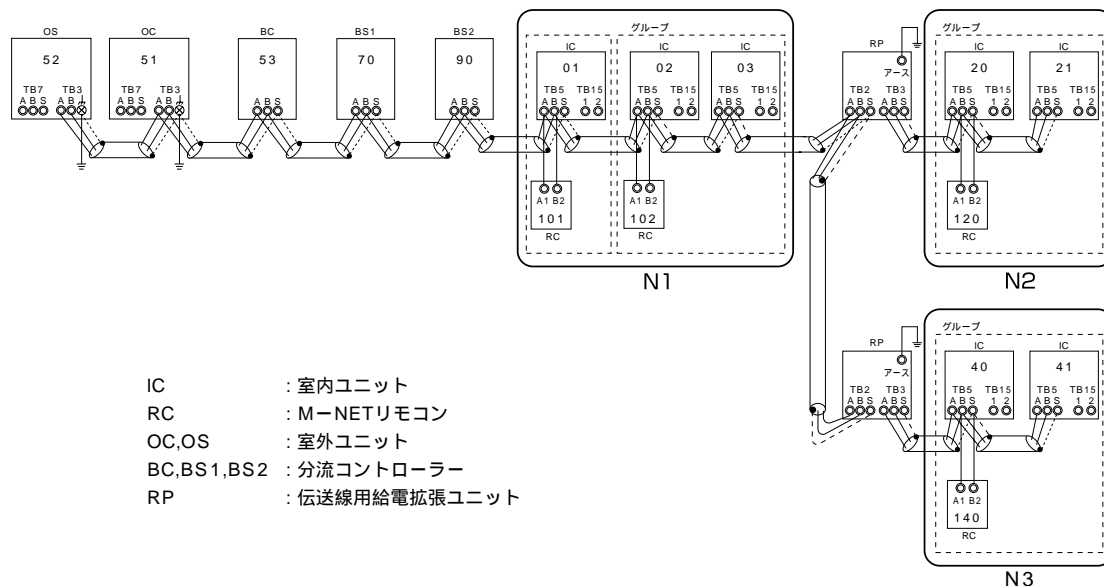 OS OC BC BS1 BS2
52 51 53 70 90
TB7 TB3 TB7 TB3
A B S A B A B S A B A B S A B S A B S
グループ
IC IC IC
01 02 03
TB5 TB15 TB5 TB15 TB5 TB15
A B S 1 2 A B S 1 2 A B S 1 2
A1 B2 A1 B2
101 102
RC RC
N1
RP
アース
TB2 TB3
A B S A B S
グループ
IC IC
20 21
TB5 TB15 TB5 TB15
A B S 1 2 A B S 1 2
A1 B2
120
RC
N2
RP
アース
TB2 TB3
A B S A B S
グループ
IC IC
40 41
TB5 TB15 TB5 TB15
A B S 1 2 A B S 1 2
A1 B2
140
RC
N3
IC : 室内ユニット
RC : MーNETリモコン
OC,OS : 室外ユニット
BC,BS1,BS2 : 分流コントローラー
RP : 伝送線用給電拡張ユニット